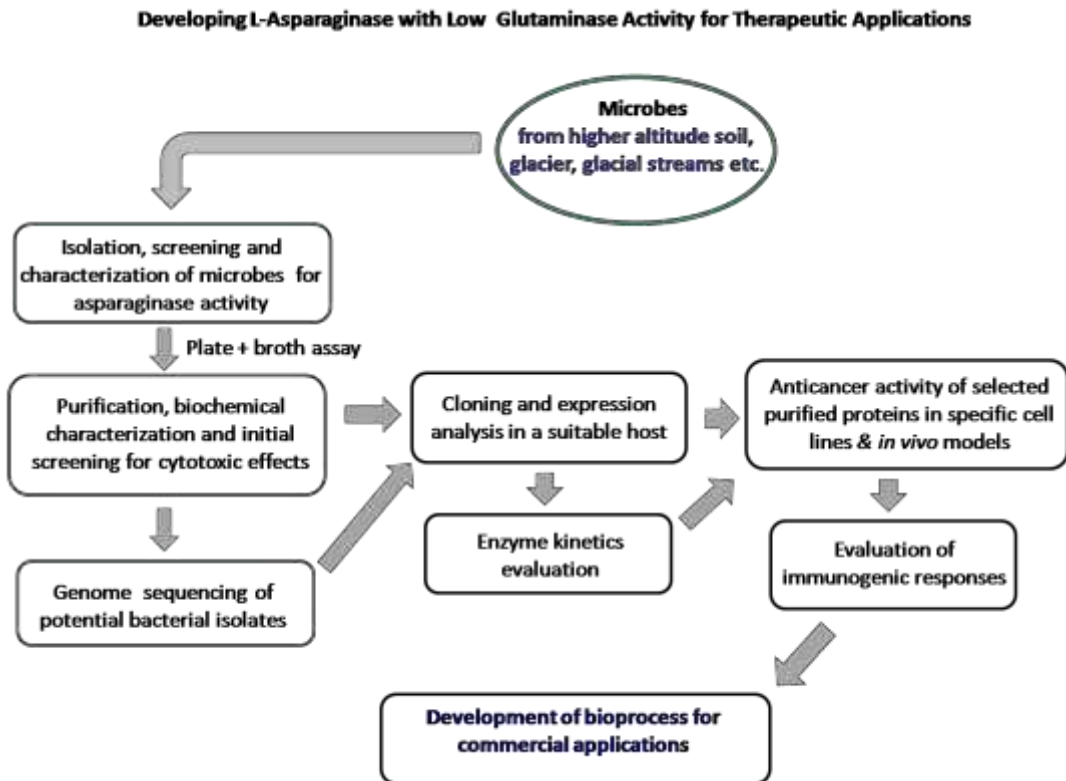 Developing L-Asparaginase with Low Glutaminase Activity for Therapeutic Applications
Microbes
from higher altitude soil,
glacier, glacial streams etc.
Isolation, screening and
characterization of microbes for
asparaginase activity
Plate + broth assay
Purification, biochemical
characterization and initial
screening for cytotoxic effects
Genome sequencing of
potential bacterial isolates
Cloning and expression
analysis in a suitable host
Enzyme kinetics
evaluation
Anticancer activity of selected
purified proteins in specific cell
lines & in vivo models
Evaluation of
immunogenic responses
Development of bioprocess for
commercial applications